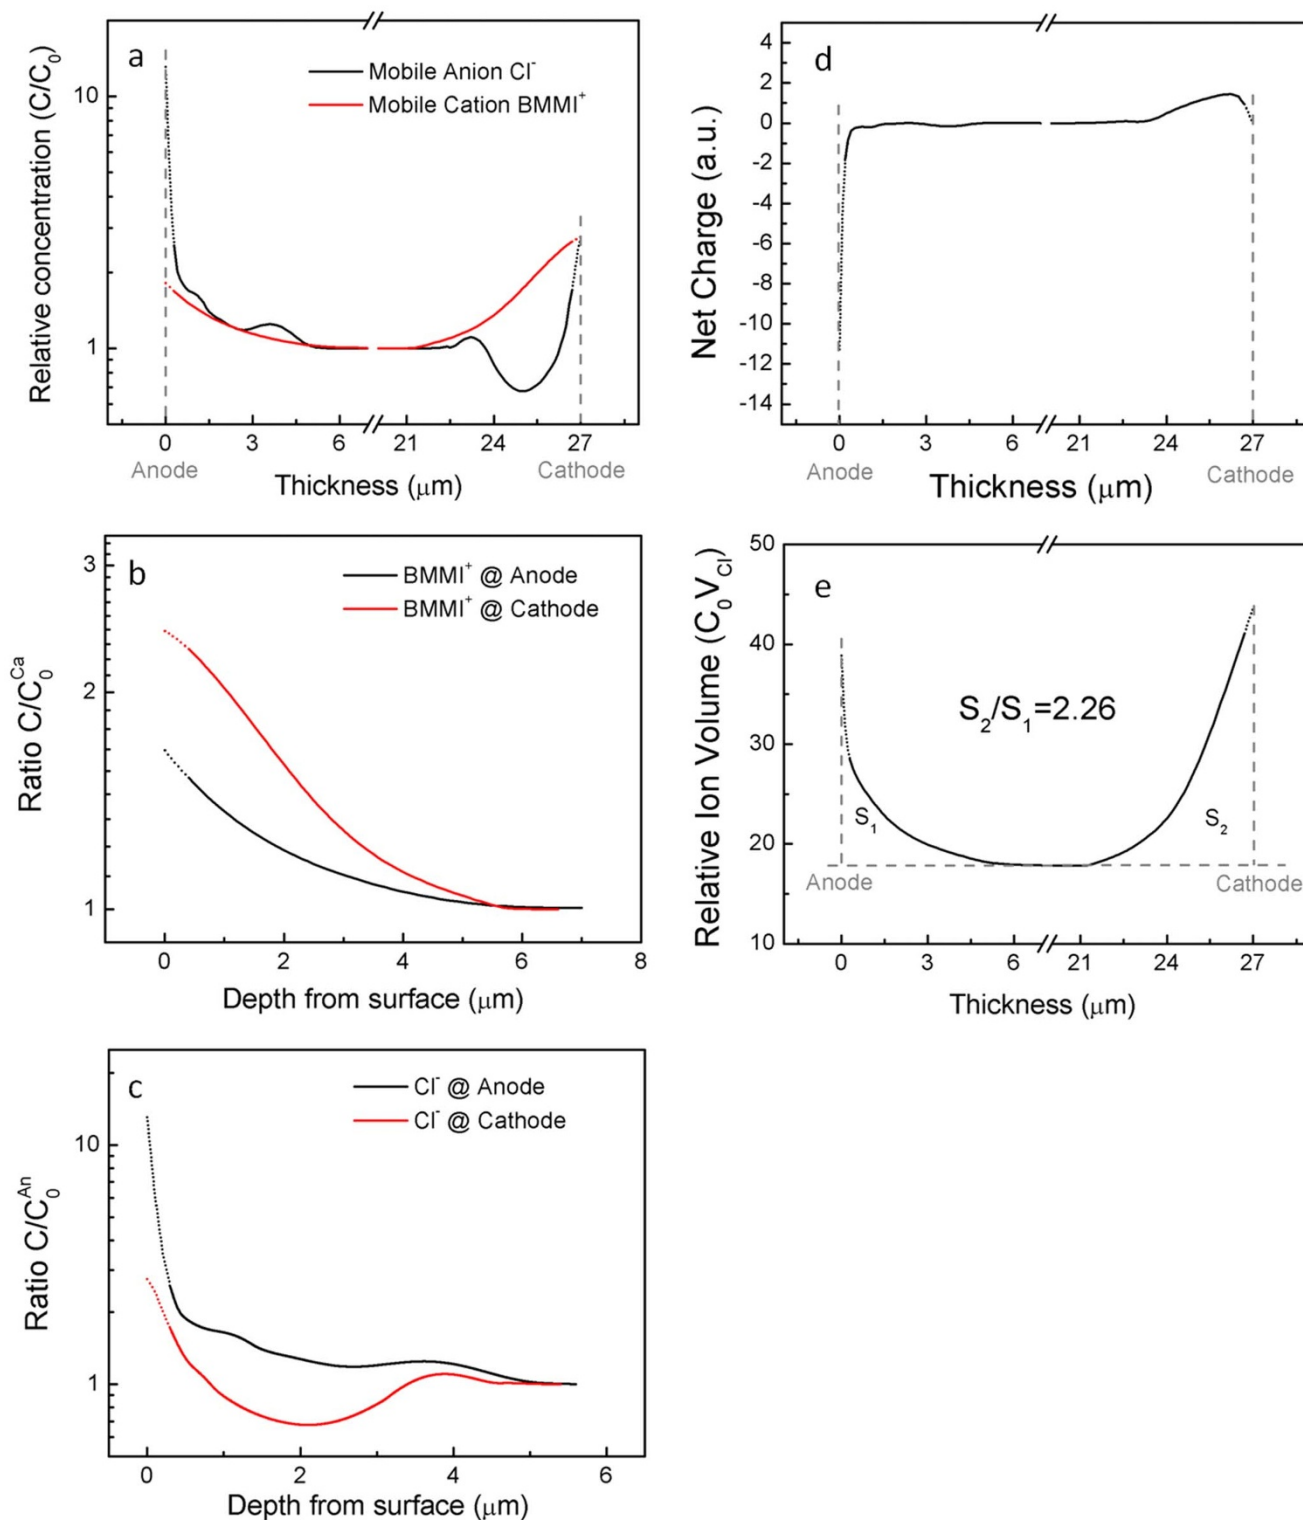 a
Mobile Anion Cl⁻
Mobile Cation BMMI⁺
Relative concentration (C/C₀)
10
1
0
3
6
21
24
27
Anode
Cathode
Thickness (μm)
d
Net Charge (a.u.)
4
2
0
-2
-4
-6
-8
-10
-12
-14
0
3
6
21
24
27
Anode
Cathode
Thickness (μm)
b
BMMI⁺ @ Anode
BMMI⁺ @ Cathode
Ratio C/C₀^Ca
3
2
1
0
2
4
6
8
Depth from surface (μm)
e
Relative Ion Volume (C₀V_Cl)
50
40
30
20
10
S₂/S₁=2.26
S₁
S₂
Anode
Cathode
0
3
6
21
24
27
Thickness (μm)
c
Cl⁻ @ Anode
Cl⁻ @ Cathode
Ratio C/C₀^An
10
1
0
2
4
6
Depth from surface (μm)